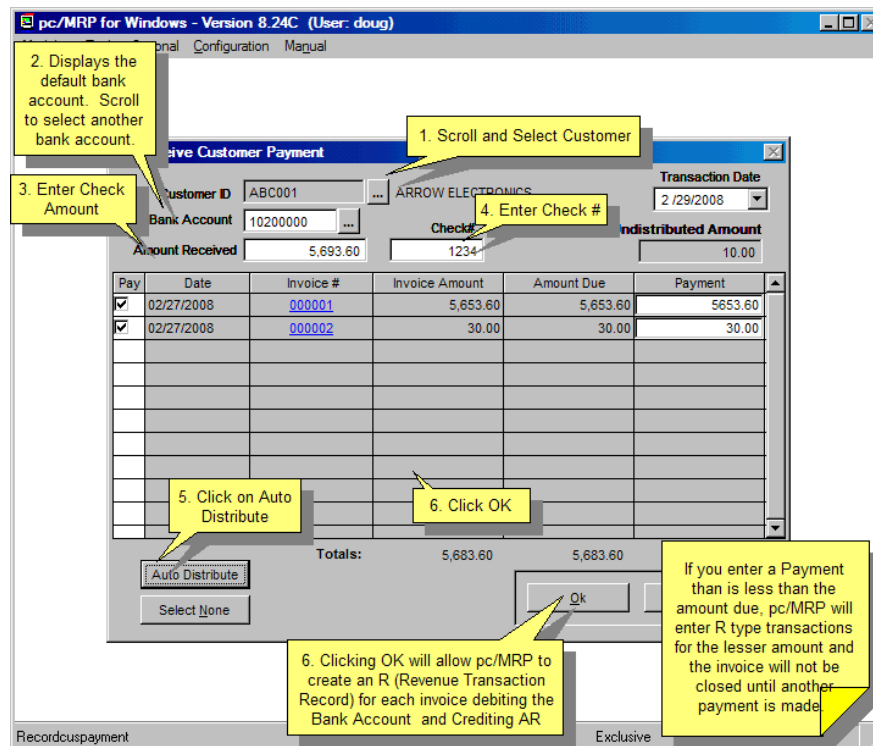 pc/MRP for Windows - Version 8.24C (User: doug)
Configuration Manual
2. Displays the
default bank
account. Scroll
to select another
bank account.
1. Scroll and Select Customer
Customer Payment
Customer ID ABC001 ... ARROW ELECTRONICS
Transaction Date
2 /29/2008
3. Enter Check
Amount
Bank Account 10200000 ...
Check#
4. Enter Check #
Undistributed Amount
Amount Received 5,693.60 1234 10.00
Pay Date Invoice # Invoice Amount Amount Due Payment
02/27/2008 000001 5,653.60 5,653.60 5653.60
02/27/2008 000002 30.00 30.00 30.00
5. Click on Auto
Distribute
6. Click OK
Totals: 5,683.60 5,683.60
Auto Distribute
Select None
Ok
If you enter a Payment
than is less than the
amount due, pc/MRP will
enter R type transactions
for the lesser amount and
the invoice will not be
closed until another
payment is made.
6. Clicking OK will allow pc/MRP to
create an R (Revenue Transaction
Record) for each invoice debiting the
Bank Account and Crediting AR
Recordcuspayment Exclusive